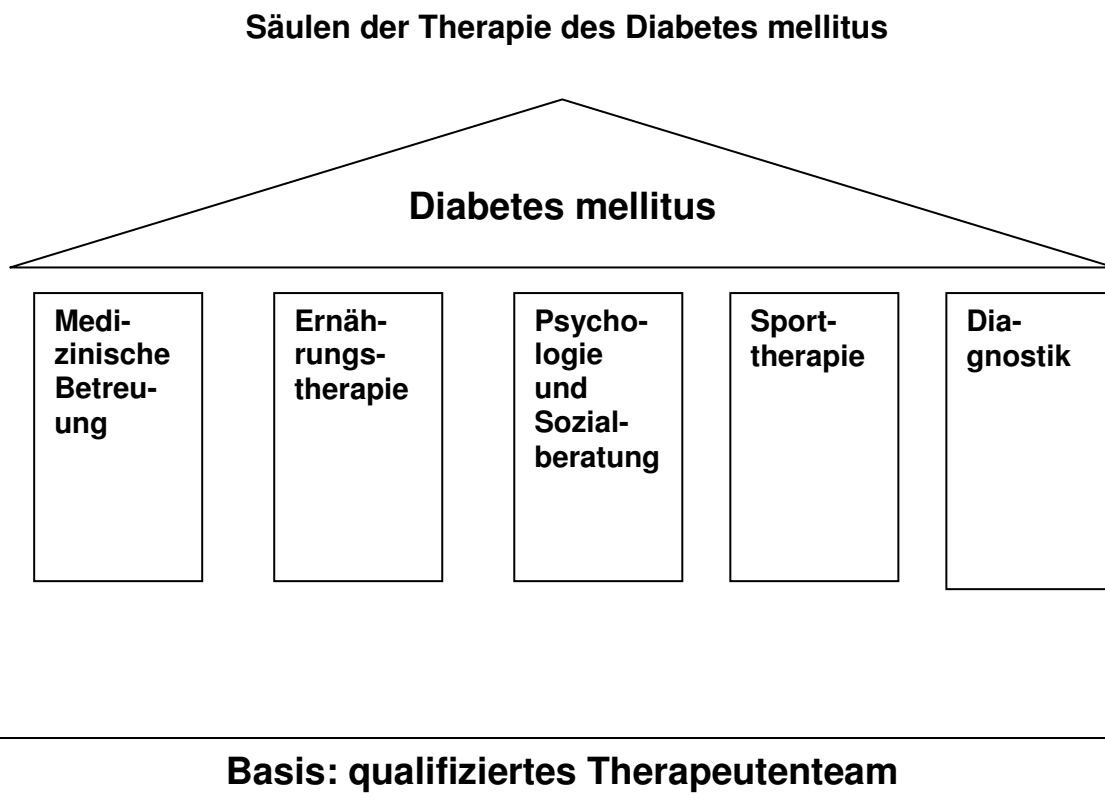 Säulen der Therapie des Diabetes mellitus
Diabetes mellitus
Medi-
zinische
Betreu-
ung
Ernäh-
rungs-
therapie
Psycho-
logie
und
Sozial-
beratung
Sport-
therapie
Dia-
gnostik
Basis: qualifiziertes Therapeutenteam